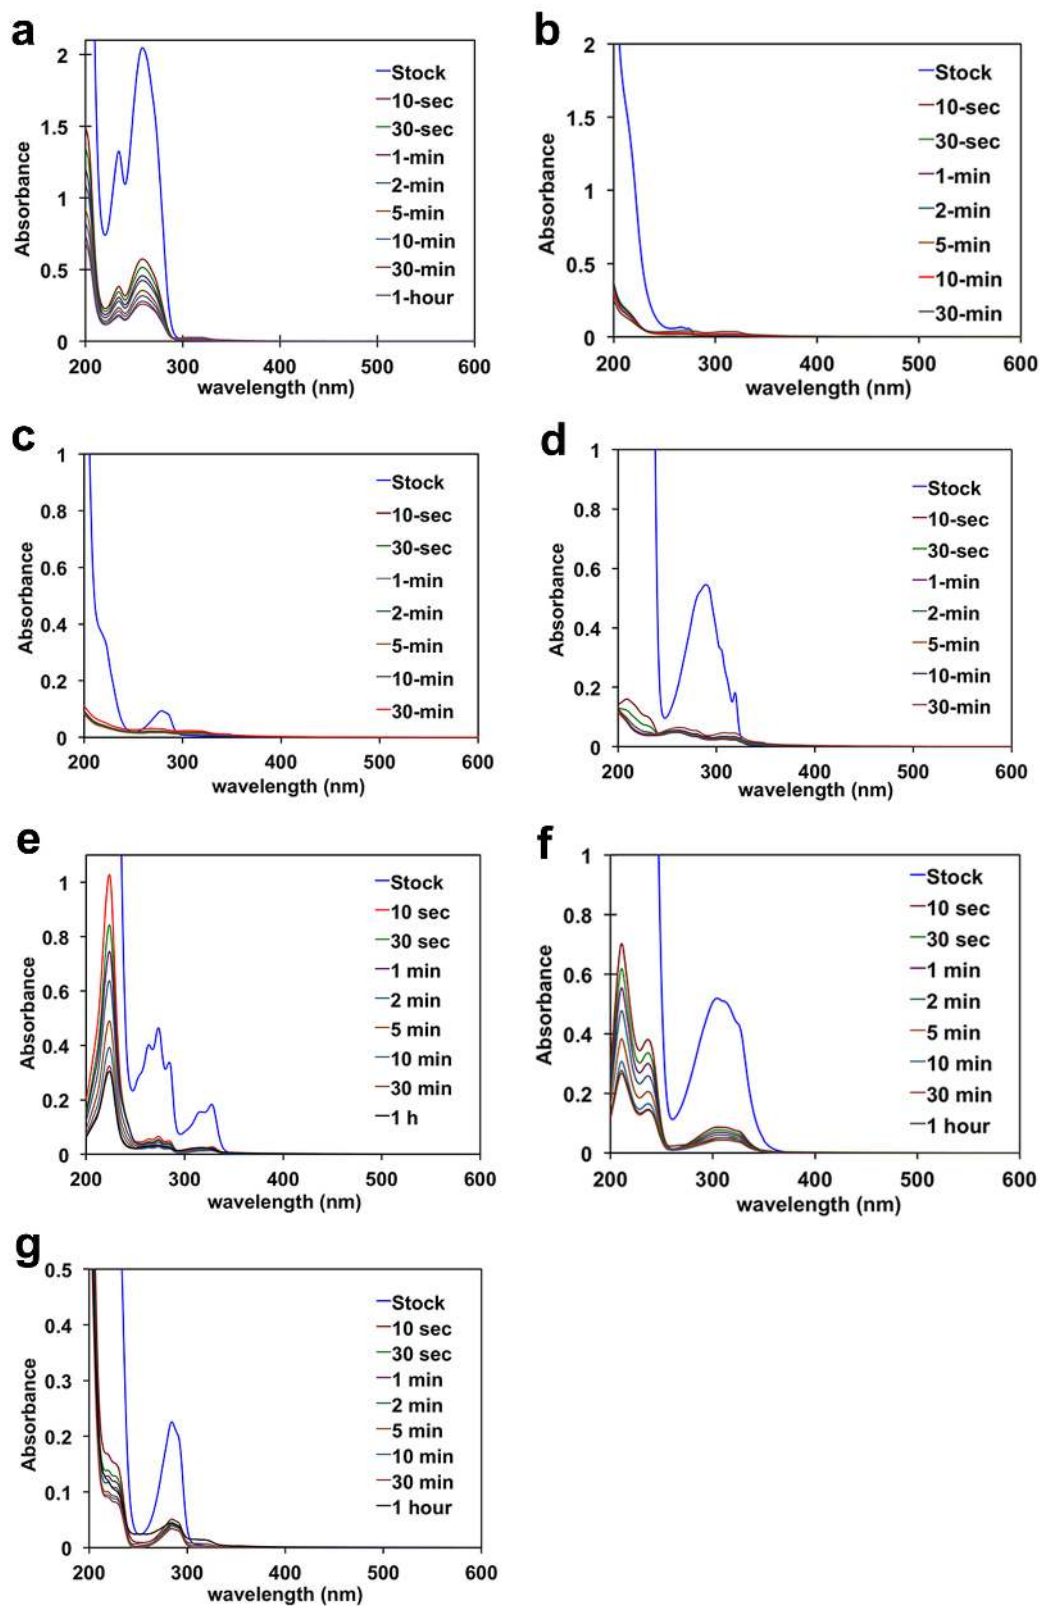 a
2
1.5
1
0.5
0
Absorbance
200 300 400 500 600
wavelength (nm)
Stock
10-sec
30-sec
1-min
2-min
5-min
10-min
30-min
1-hour
b
2
1.5
1
0.5
0
Absorbance
200 300 400 500 600
wavelength (nm)
Stock
10-sec
30-sec
1-min
2-min
5-min
10-min
30-min
c
1
0.8
0.6
0.4
0.2
0
Absorbance
200 300 400 500 600
wavelength (nm)
Stock
10-sec
30-sec
1-min
2-min
5-min
10-min
30-min
d
1
0.8
0.6
0.4
0.2
0
Absorbance
200 300 400 500 600
wavelength (nm)
Stock
10-sec
30-sec
1-min
2-min
5-min
10-min
30-min
e
1
0.8
0.6
0.4
0.2
0
Absorbance
200 300 400 500 600
wavelength (nm)
Stock
10 sec
30 sec
1 min
2 min
5 min
10 min
30 min
1 h
f
1
0.8
0.6
0.4
0.2
0
Absorbance
200 300 400 500 600
wavelength (nm)
Stock
10 sec
30 sec
1 min
2 min
5 min
10 min
30 min
1 hour
g
0.5
0.4
0.3
0.2
0.1
0
Absorbance
200 300 400 500 600
wavelength (nm)
Stock
10 sec
30 sec
1 min
2 min
5 min
10 min
30 min
1 hour